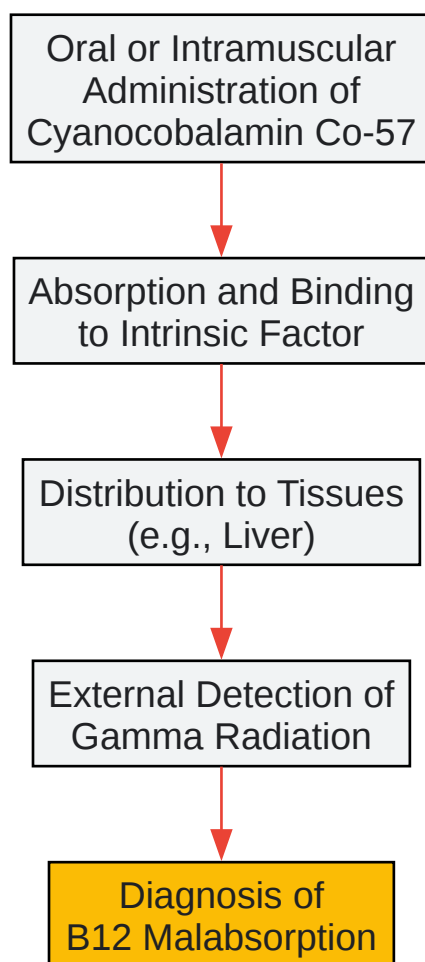 Oral or Intramuscular
Administration of
Cyanocobalamin Co-57
Absorption and Binding
to Intrinsic Factor
Distribution to Tissues
(e.g., Liver)
External Detection of
Gamma Radiation
Diagnosis of
B12 Malabsorption